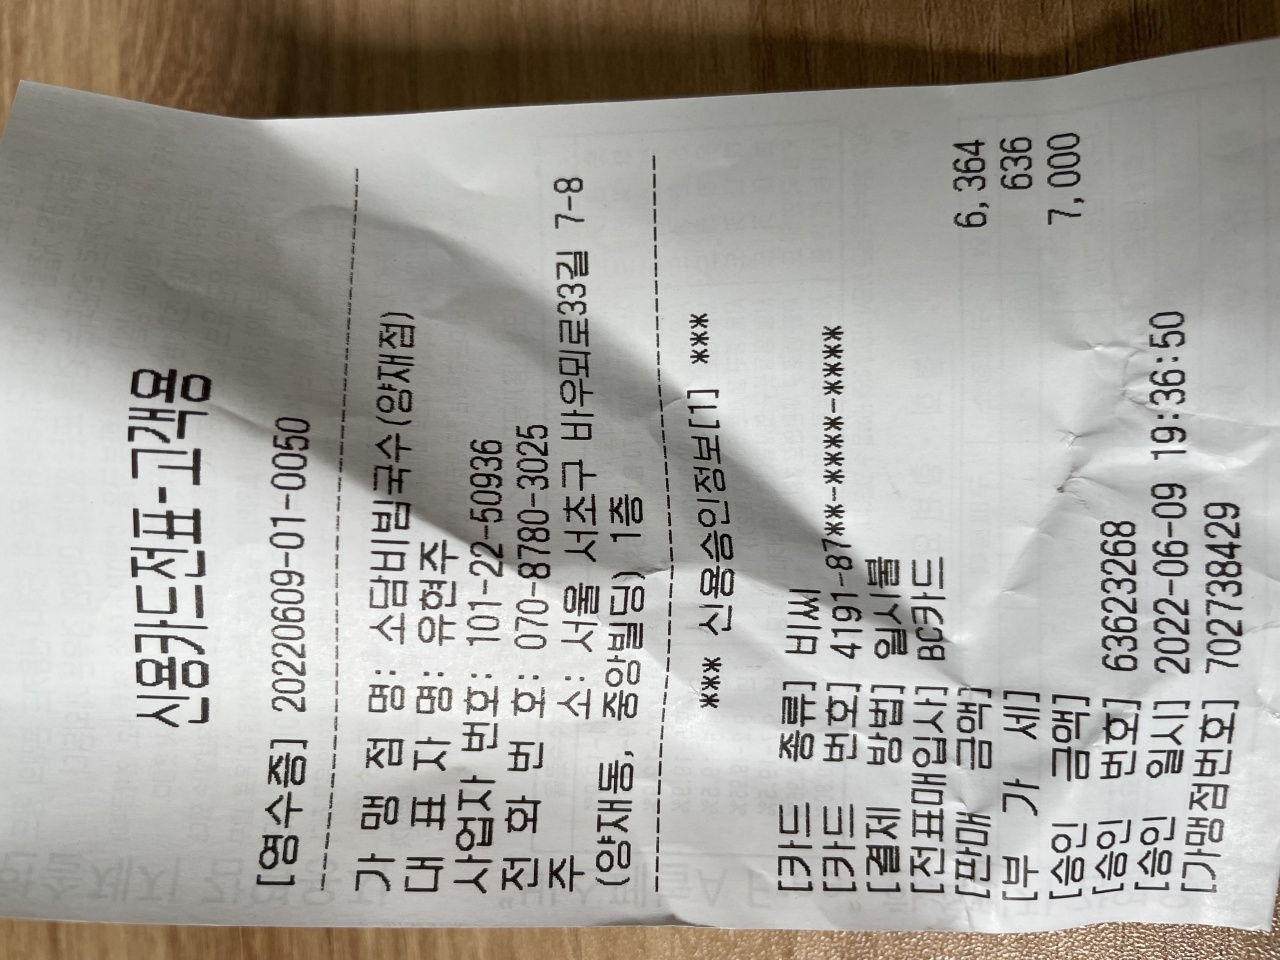 신용카드전표-고객용
[영수증] 20220609-01-0050
가 맹 점 명: 소담비빔국수(양재점)
대 표 자 명: 유현주
사업자 번호: 101-22-50936
전 화 번 호: 070-8780-3025
주 소: 서울 서초구 바우뫼로33길 7-8
(양재동, 중앙빌딩) 1층
*** 신용승인정보[1] ***
[카드 종류] 비씨
[카드 번호] 4191-87**-****-****
[결제 방법] 일시불
[전표매입사] BC카드
[판매 금액] 6,364
[부 가 세] 636
[승인 금액] 7,000
[승인 번호] 63623268
[승인 일시] 2022-06-09 19:36:50
[가맹점번호] 702738429